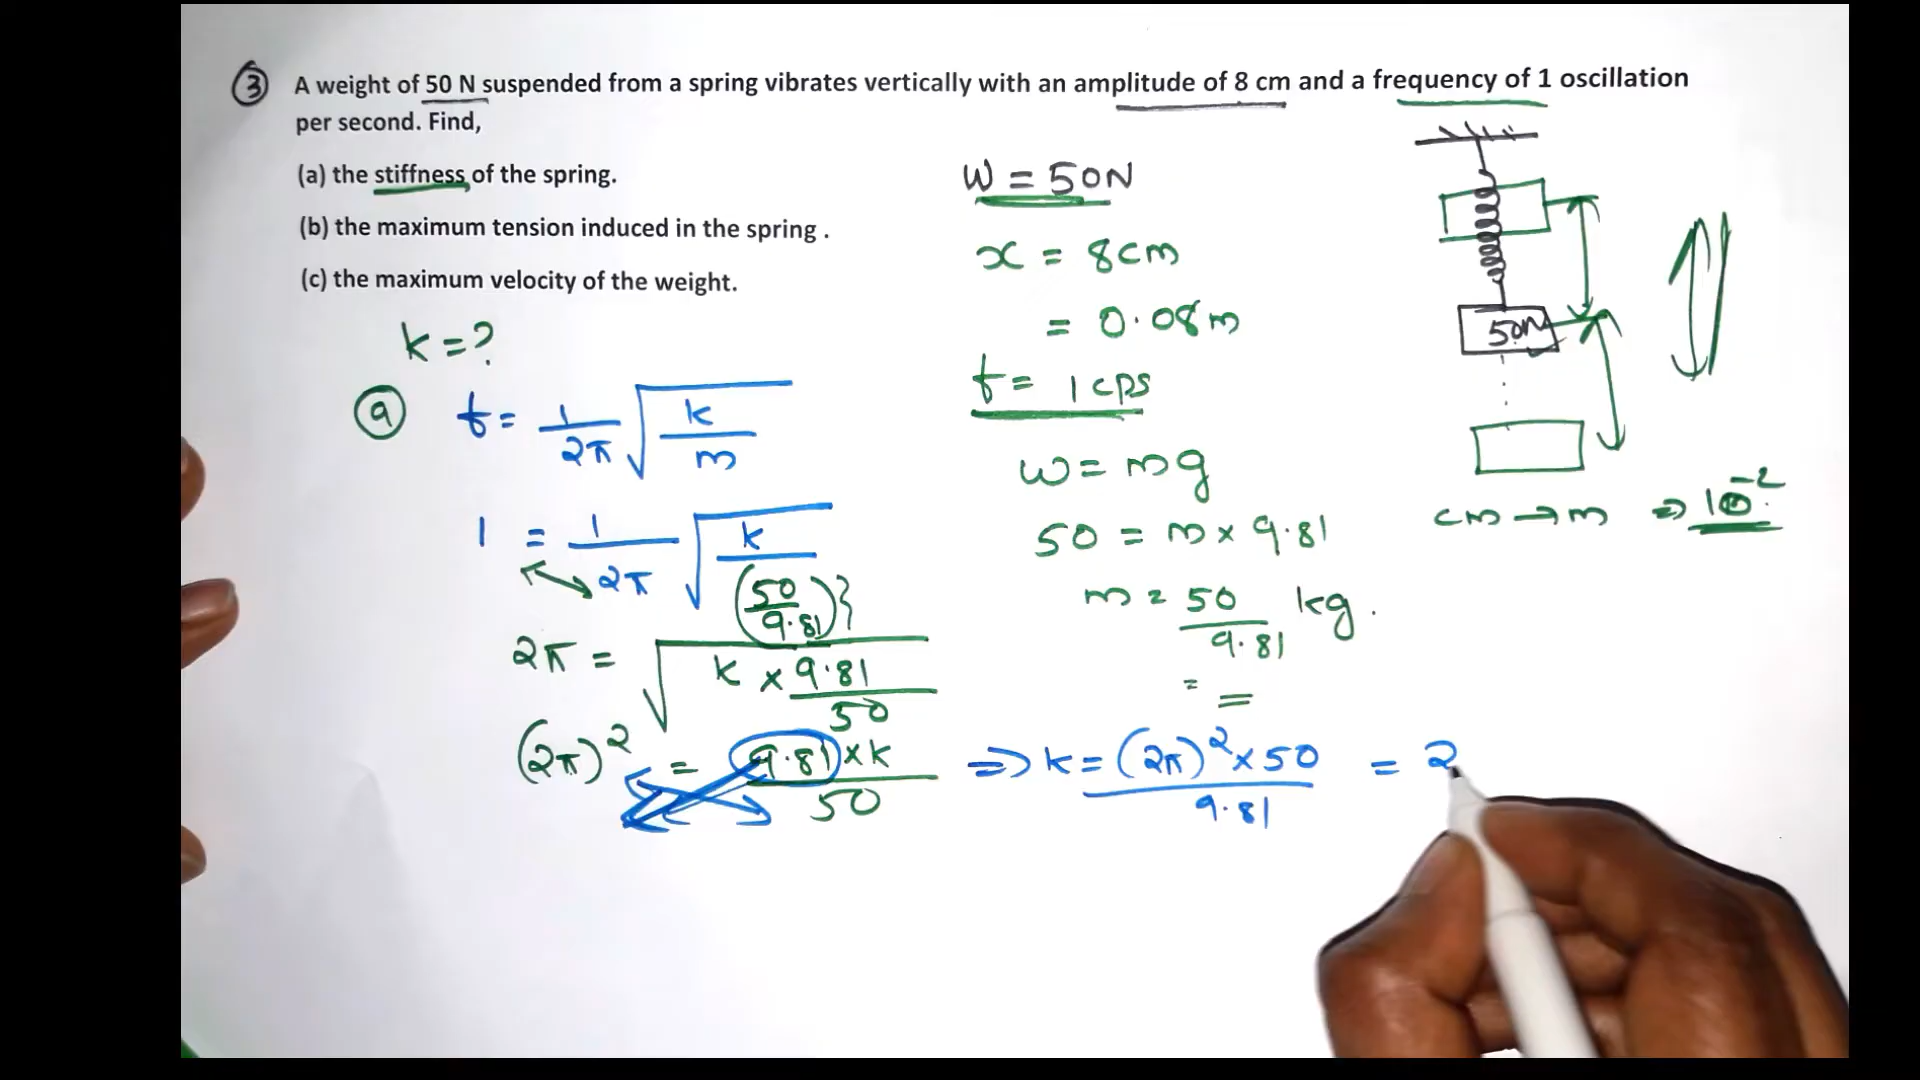 3 A weight of 50 N suspended from a spring vibrates vertically with an amplitude of 8 cm and a frequency of 1 oscillation
per second. Find,
(a) the stiffness of the spring.
(b) the maximum tension induced in the spring .
(c) the maximum velocity of the weight.
W = 50N
x = 8cm
= 0.08m
f = 1 cps
w = mg
50 = m × 9.81
m = 50/9.81 kg.
= =
50N
cm → m ⇒ 10⁻²
k = ?
a f = 1/2π √(k/m)
1 = 1/2π √(k/(50/9.81))
2π = √(k × 9.81/50)
(2π)² = 9.81 × k/50 ⇒ k = (2π)² × 50/9.81 = 2